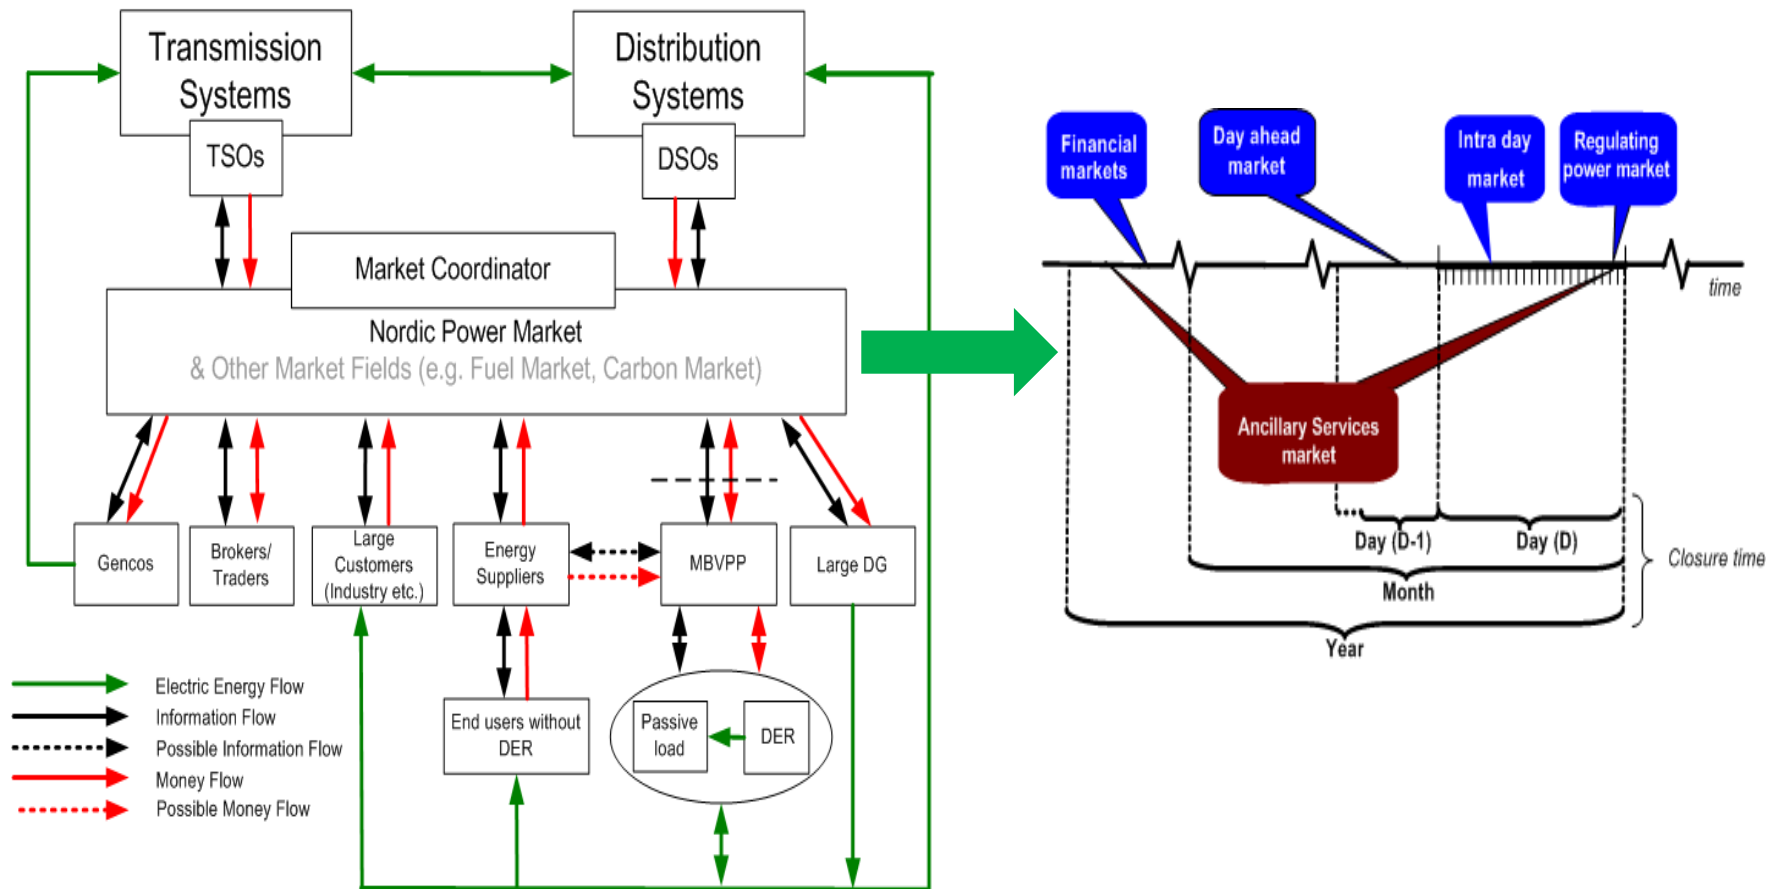 Transmission
Systems
Distribution
Systems
TSOs
DSOs
Market Coordinator
Nordic Power Market
& Other Market Fields (e.g. Fuel Market, Carbon Market)
Gencos
Brokers/
Traders
Large
Customers
(Industry etc.)
Energy
Suppliers
MBVPP
Large DG
End users without
DER
Passive
load
DER
Electric Energy Flow
Information Flow
Possible Information Flow
Money Flow
Possible Money Flow
Financial
markets
Day ahead
market
Intra day
market
Regulating
power market
time
Ancillary Services
market
Day (D-1)
Day (D)
Month
Year
Closure time